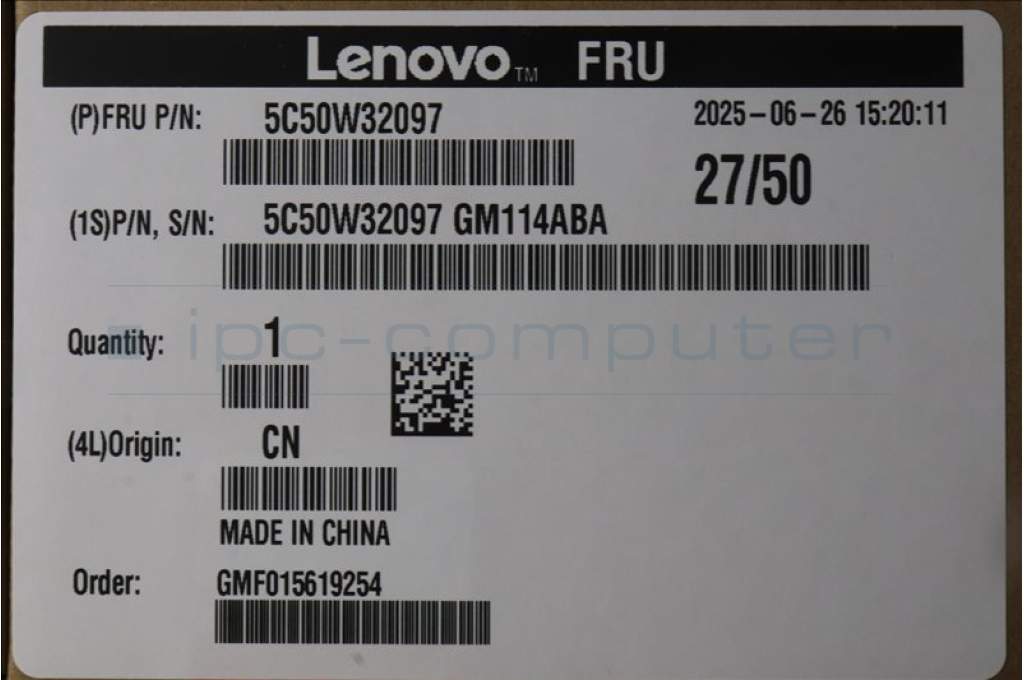 Lenovo™ FRU
(P)FRU P/N: 5C50W32097
2025-06-26 15:20:11
27/50
(1S)P/N, S/N: 5C50W32097 GM114ABA
ipc-computer
Quantity: 1
(4L)Origin: CN
MADE IN CHINA
Order: GMF015619254